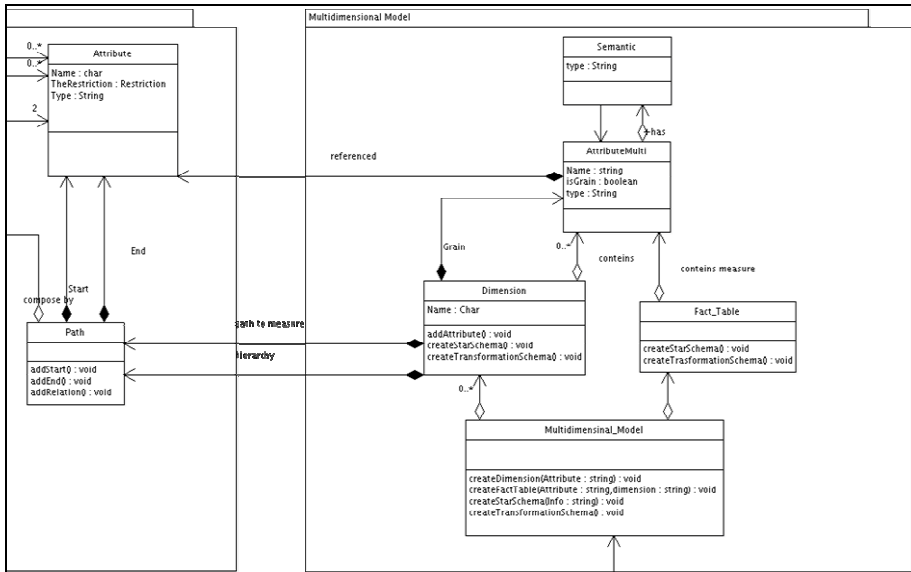 Multidimensional Model
0..*
0..*
2
Attribute
Name : char
TheRestriction : Restriction
Type : String
Semantic
type : String
+has
AttributeMulti
Name : string
isGrain : boolean
type : String
referenced
End
Start
compose by
Grain
0..*
contains
contains measure
Dimension
Name : Char
addAttribute() : void
createStarSchema() : void
createTransformationSchema() : void
Fact_Table
createStarSchema() : void
createTrasformationSchema() : void
Path
addStart() : void
addEnd() : void
addRelation() : void
path to measure
Hierarchy
0..*
Multidimensinal_Model
createDimension(Attribute : string) : void
createFactTable(Attribute : string,dimension : string) : void
createStarSchema(Info : string) : void
createTransformationSchema() : void